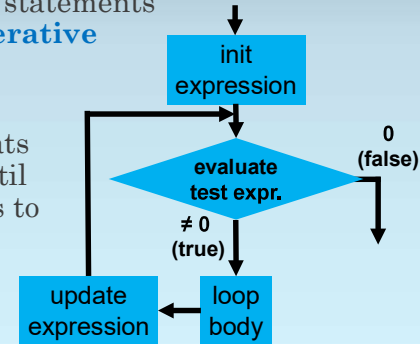 statements
erative
init
expression
ts
til
s to
evaluate
test expr.
0
(false)
≠ 0
(true)
update
expression
loop
body